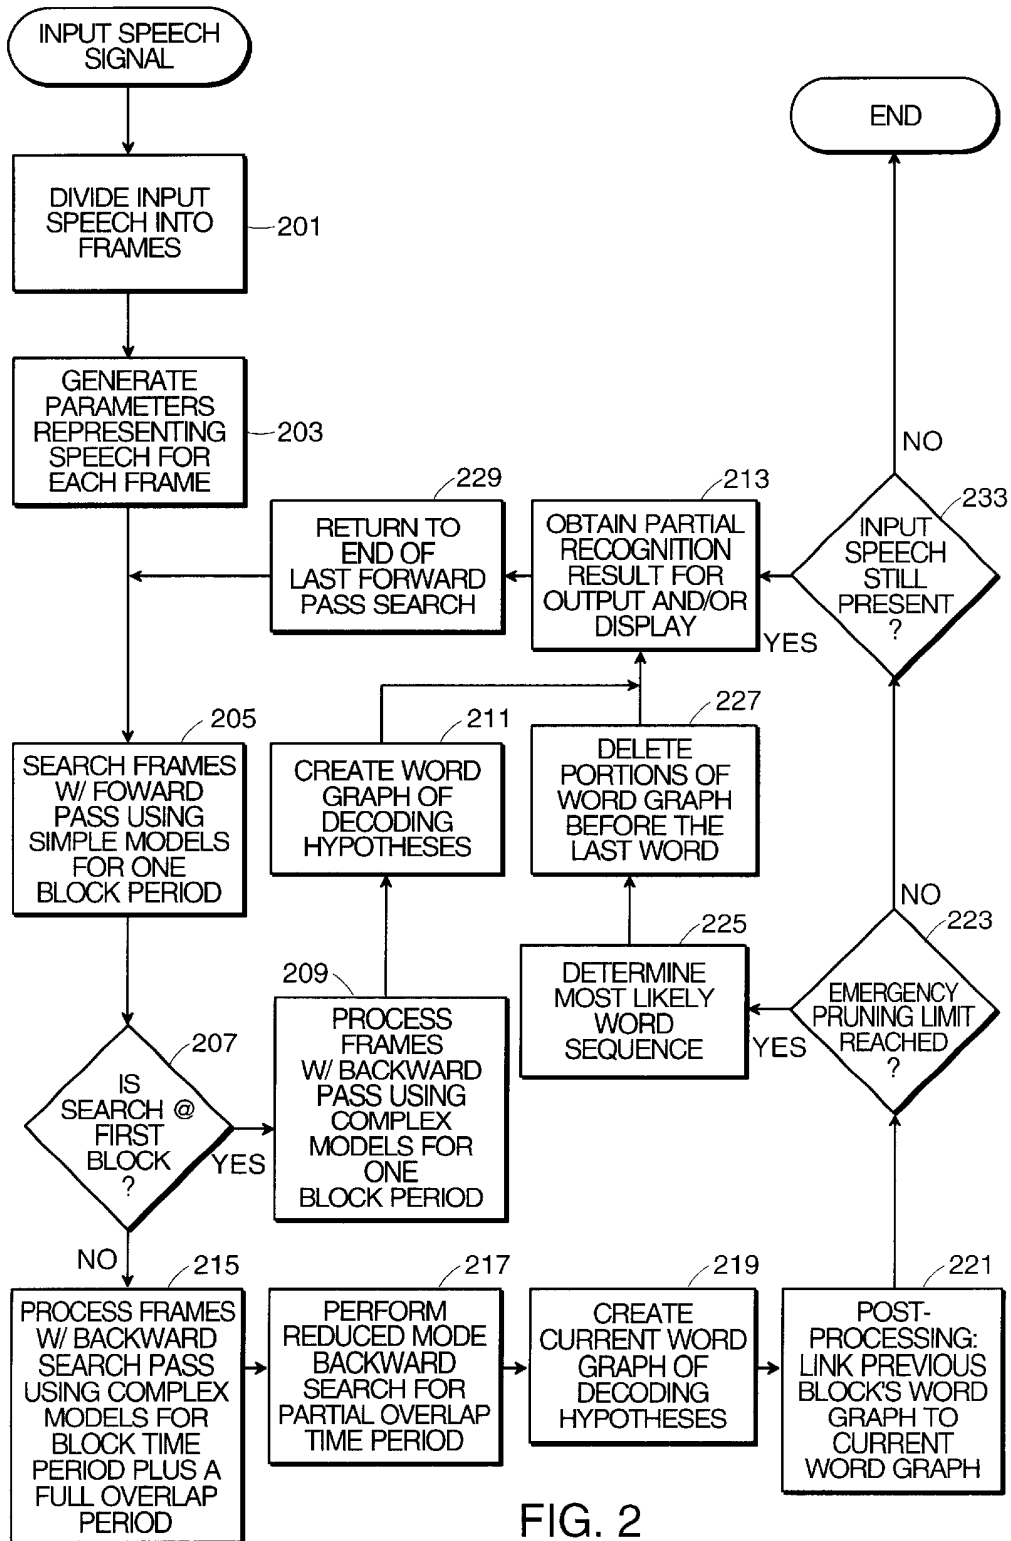 INPUT SPEECH
SIGNAL
DIVIDE INPUT
SPEECH INTO
FRAMES
201
GENERATE
PARAMETERS
REPRESENTING
SPEECH FOR
EACH FRAME
203
SEARCH FRAMES
W/ FOWARD
PASS USING
SIMPLE MODELS
FOR ONE
BLOCK PERIOD
205
IS
SEARCH @
FIRST
BLOCK
?
207
YES
NO
PROCESS
FRAMES
W/ BACKWARD
PASS USING
COMPLEX
MODELS FOR
ONE
BLOCK PERIOD
209
CREATE WORD
GRAPH OF
DECODING
HYPOTHESES
211
OBTAIN PARTIAL
RECOGNITION
RESULT FOR
OUTPUT AND/OR
DISPLAY
213
RETURN TO
END OF
LAST FORWARD
PASS SEARCH
229
PROCESS FRAMES
W/ BACKWARD
SEARCH PASS
USING COMPLEX
MODELS FOR
BLOCK TIME
PERIOD PLUS A
FULL OVERLAP
PERIOD
215
PERFORM
REDUCED MODE
BACKWARD
SEARCH FOR
PARTIAL OVERLAP
TIME PERIOD
217
CREATE
CURRENT WORD
GRAPH OF
DECODING
HYPOTHESES
219
POST-
PROCESSING:
LINK PREVIOUS
BLOCK'S WORD
GRAPH TO
CURRENT
WORD GRAPH
221
EMERGENCY
PRUNING LIMIT
REACHED
?
223
YES
NO
DETERMINE
MOST LIKELY
WORD
SEQUENCE
225
DELETE
PORTIONS OF
WORD GRAPH
BEFORE THE
LAST WORD
227
INPUT
SPEECH
STILL
PRESENT
?
233
YES
NO
END
FIG. 2